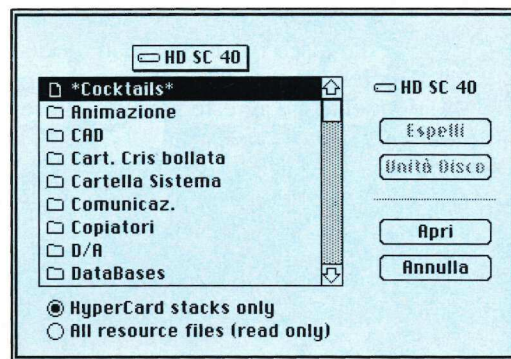 HD SC 40
*Cocktails*
Animazione
CAD
Cart. Cris bollata
Cartella Sistema
Comunicaz.
Copiatori
D/A
DataBases
HD SC 40
Espelli
Unità Disco
Apri
Annulla
HyperCard stacks only
All resource files (read only)